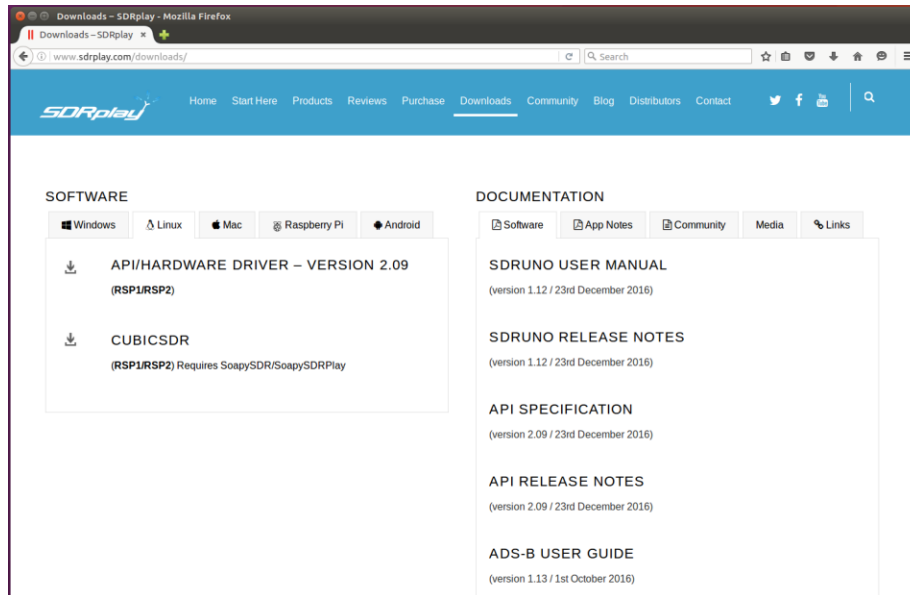 Downloads – SDRplay - Mozilla Firefox
Downloads – SDRplay
www.sdrplay.com/downloads/
Search
SDRplay
Home Start Here Products Reviews Purchase Downloads Community Blog Distributors Contact
SOFTWARE
Windows Linux Mac Raspberry Pi Android
API/HARDWARE DRIVER – VERSION 2.09
(RSP1/RSP2)
CUBICSDR
(RSP1/RSP2) Requires SoapySDR/SoapySDRPlay
DOCUMENTATION
Software App Notes Community Media Links
SDRUNO USER MANUAL
(version 1.12 / 23rd December 2016)
SDRUNO RELEASE NOTES
(version 1.12 / 23rd December 2016)
API SPECIFICATION
(version 2.09 / 23rd December 2016)
API RELEASE NOTES
(version 2.09 / 23rd December 2016)
ADS-B USER GUIDE
(version 1.13 / 1st October 2016)